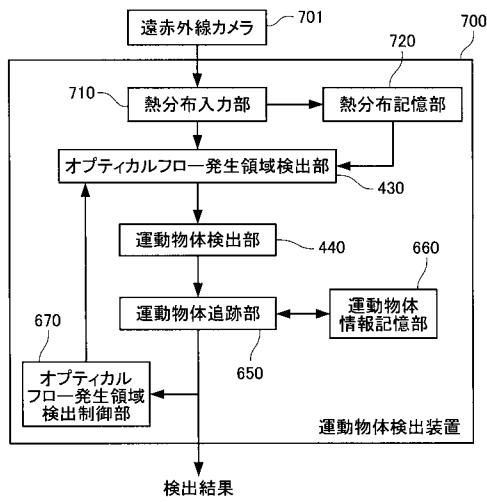 遠赤外線カメラ
701
700
720
710
熱分布入力部
熱分布記憶部
オプティカルフロー発生領域検出部
430
運動物体検出部
440
660
運動物体追跡部
運動物体
情報記憶部
650
670
オプティカル
フロー発生領域
検出制御部
運動物体検出装置
検出結果